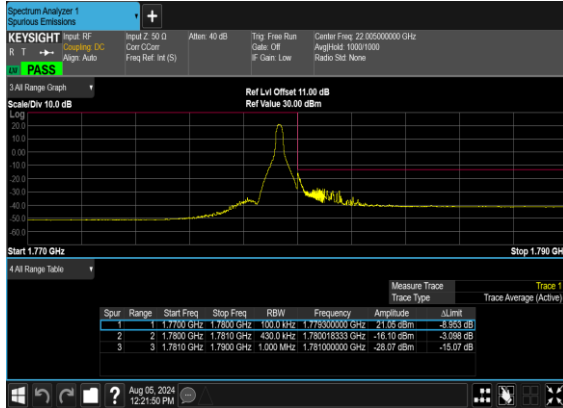 Spectrum Analyzer 1
Spurious Emissions
KEYSIGHT Input: RF Input Z: 50 Ω Atten: 40 dB Trig: Free Run Center Freq: 22.005000000 GHz
R T Coupling: DC Corr CCorr Gate: Off Avg|Hold: 1000/1000
Align: Auto Freq Ref: Int (S) IF Gain: Low Radio Std: None
PASS
3 All Range Graph
Ref Lvl Offset 11.00 dB
Scale/Div 10.0 dB Ref Value 30.00 dBm
Log
20.0
10.0
0.00
-10.0
-20.0
-30.0
-40.0
-50.0
-60.0
Start 1.770 GHz Stop 1.790 GH
4 All Range Table
Measure Trace Trace 1
Trace Type Trace Average (Active)
Spur Range Start Freq Stop Freq RBW Frequency Amplitude ΔLimit
1 1 1.7700 GHz 1.7800 GHz 100.0 kHz 1.779300000 GHz 21.05 dBm -8.953 dB
2 2 1.7800 GHz 1.7810 GHz 430.0 kHz 1.780018333 GHz -16.10 dBm -3.098 dB
3 3 1.7810 GHz 1.7900 GHz 1.000 MHz 1.781000000 GHz -28.07 dBm -15.07 dB
? Aug 05, 2024
12:21:50 PM